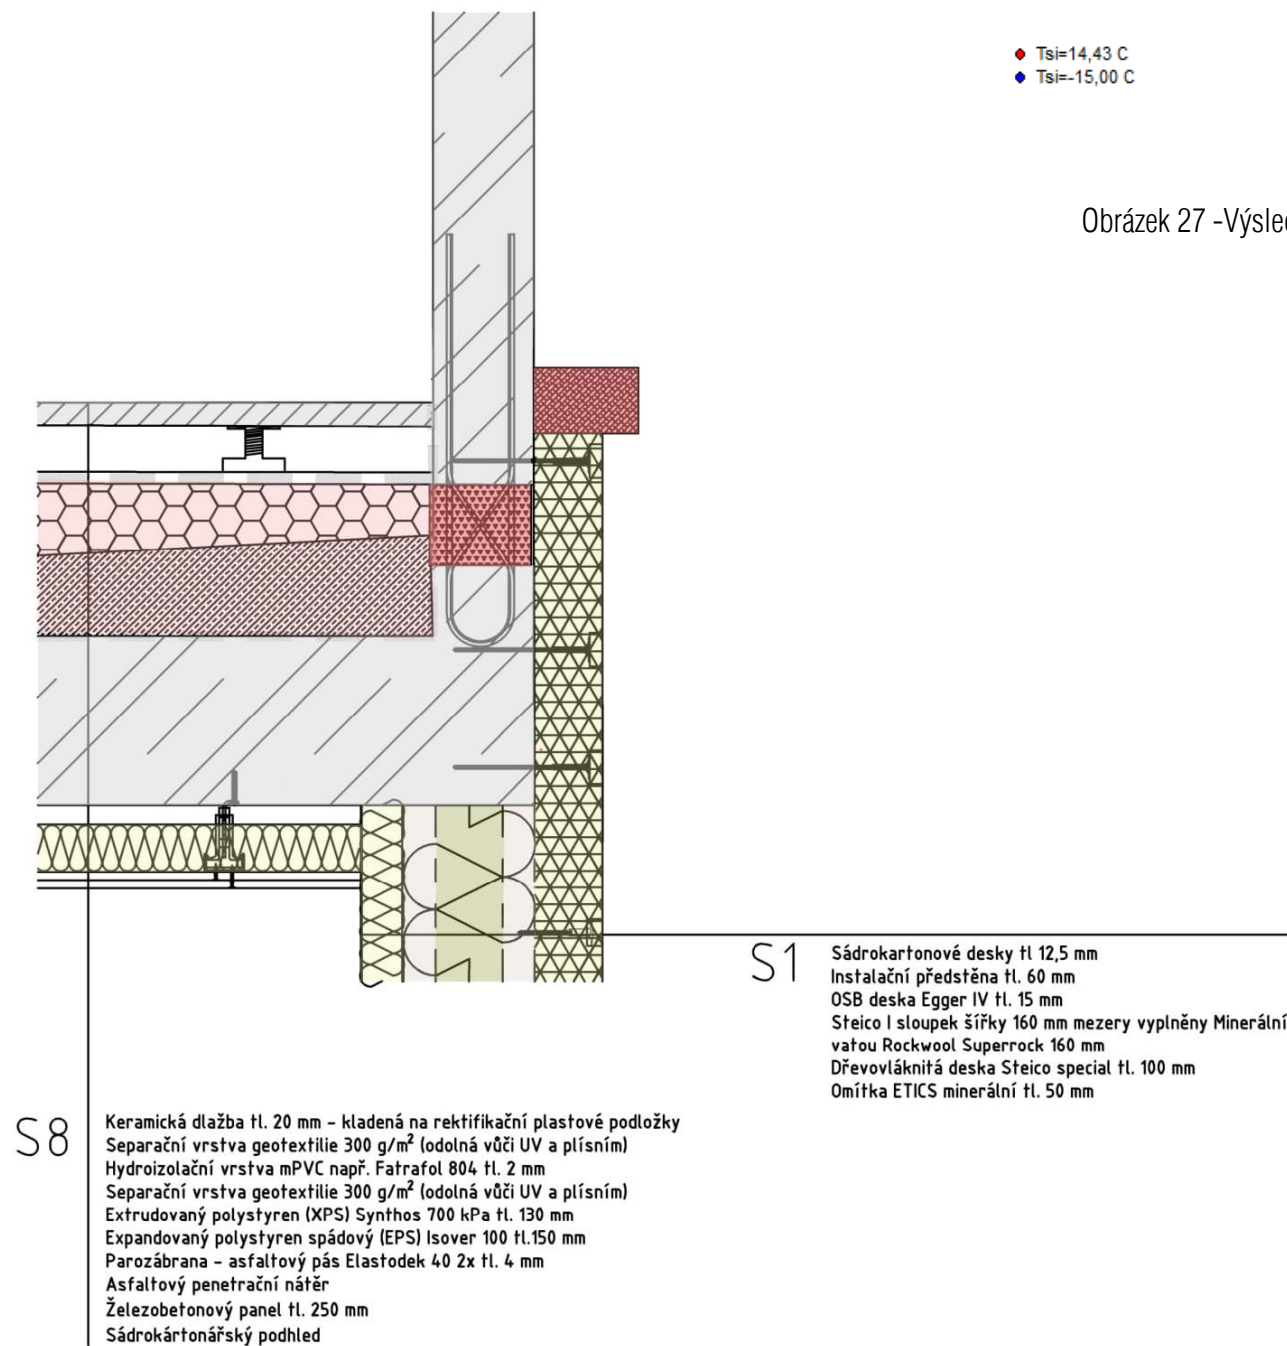 Tsi=14,43 C
Tsi=-15,00 C
Obrázek 27 -Výsled
S1
Sádrokartonové desky tl 12,5 mm
Instalační předstěna tl. 60 mm
OSB deska Egger IV tl. 15 mm
Steico I sloupek šířky 160 mm mezery vyplněny Minerální
vatou Rockwool Superrock 160 mm
Dřevovláknitá deska Steico special tl. 100 mm
Omítka ETICS minerální tl. 50 mm
S8
Keramická dlažba tl. 20 mm – kladená na rektifikační plastové podložky
Separační vrstva geotextilie 300 g/m² (odolná vůči UV a plísním)
Hydroizolační vrstva mPVC např. Fatrafol 804 tl. 2 mm
Separační vrstva geotextilie 300 g/m² (odolná vůči UV a plísním)
Extrudovaný polystyren (XPS) Synthos 700 kPa tl. 130 mm
Expandovaný polystyren spádový (EPS) Isover 100 tl.150 mm
Parozábrana – asfaltový pás Elastodek 40 2x tl. 4 mm
Asfaltový penetrační nátěr
Železobetonový panel tl. 250 mm
Sádrokártonářský podhled